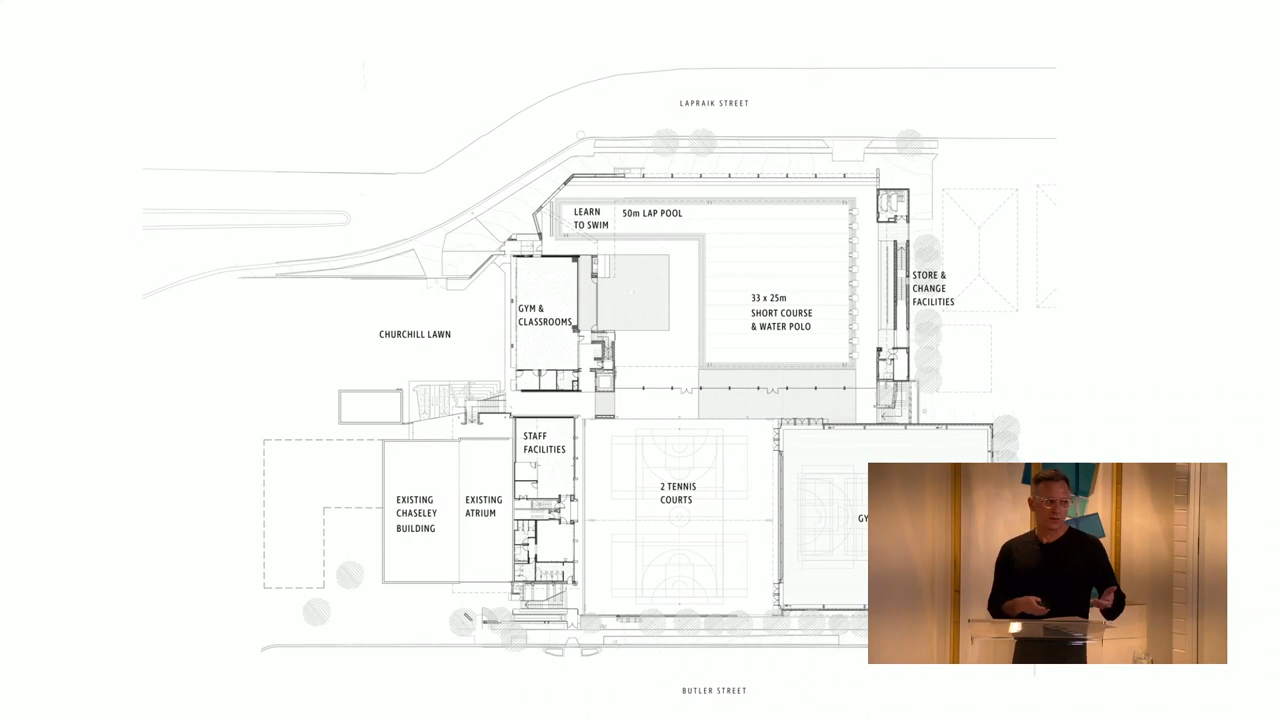 LAPRAIK STREET
LEARN
TO SWIM
50m LAP POOL
STORE &
CHANGE
FACILITIES
33 x 25m
SHORT COURSE
& WATER POLO
GYM &
CLASSROOMS
CHURCHILL LAWN
STAFF
FACILITIES
2 TENNIS
COURTS
EXISTING
CHASELEY
BUILDING
EXISTING
ATRIUM
GY
BUTLER STREET